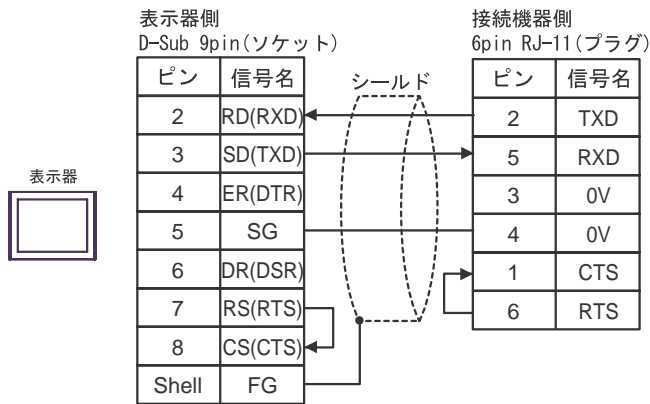 表示器側
D-Sub 9pin(ソケット)
接続機器側
6pin RJ-11(プラグ)
ピン 信号名
シールド
ピン 信号名
2 RD(RXD)
2 TXD
3 SD(TXD)
5 RXD
表示器
4 ER(DTR)
3 0V
5 SG
4 0V
6 DR(DSR)
1 CTS
7 RS(RTS)
6 RTS
8 CS(CTS)
Shell FG